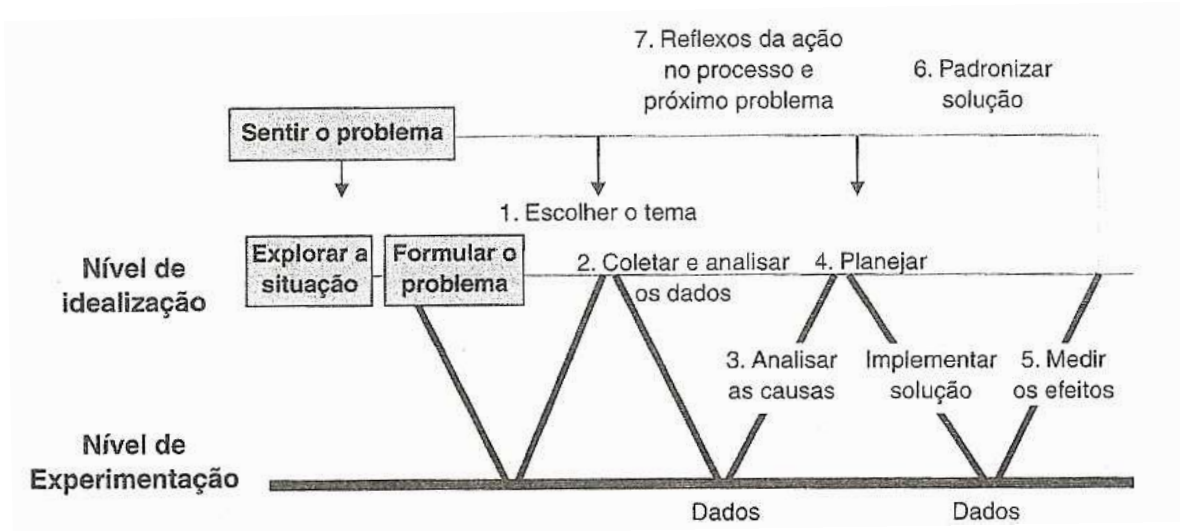 7. Reflexos da ação
no processo e
próximo problema
6. Padronizar
solução
Sentir o problema
1. Escolher o tema
Nível de
idealização
Explorar a
situação
Formular o
problema
2. Coletar e analisar
os dados
4. Planejar
3. Analisar
as causas
Implementar
solução
5. Medir
os efeitos
Nível de
Experimentação
Dados
Dados